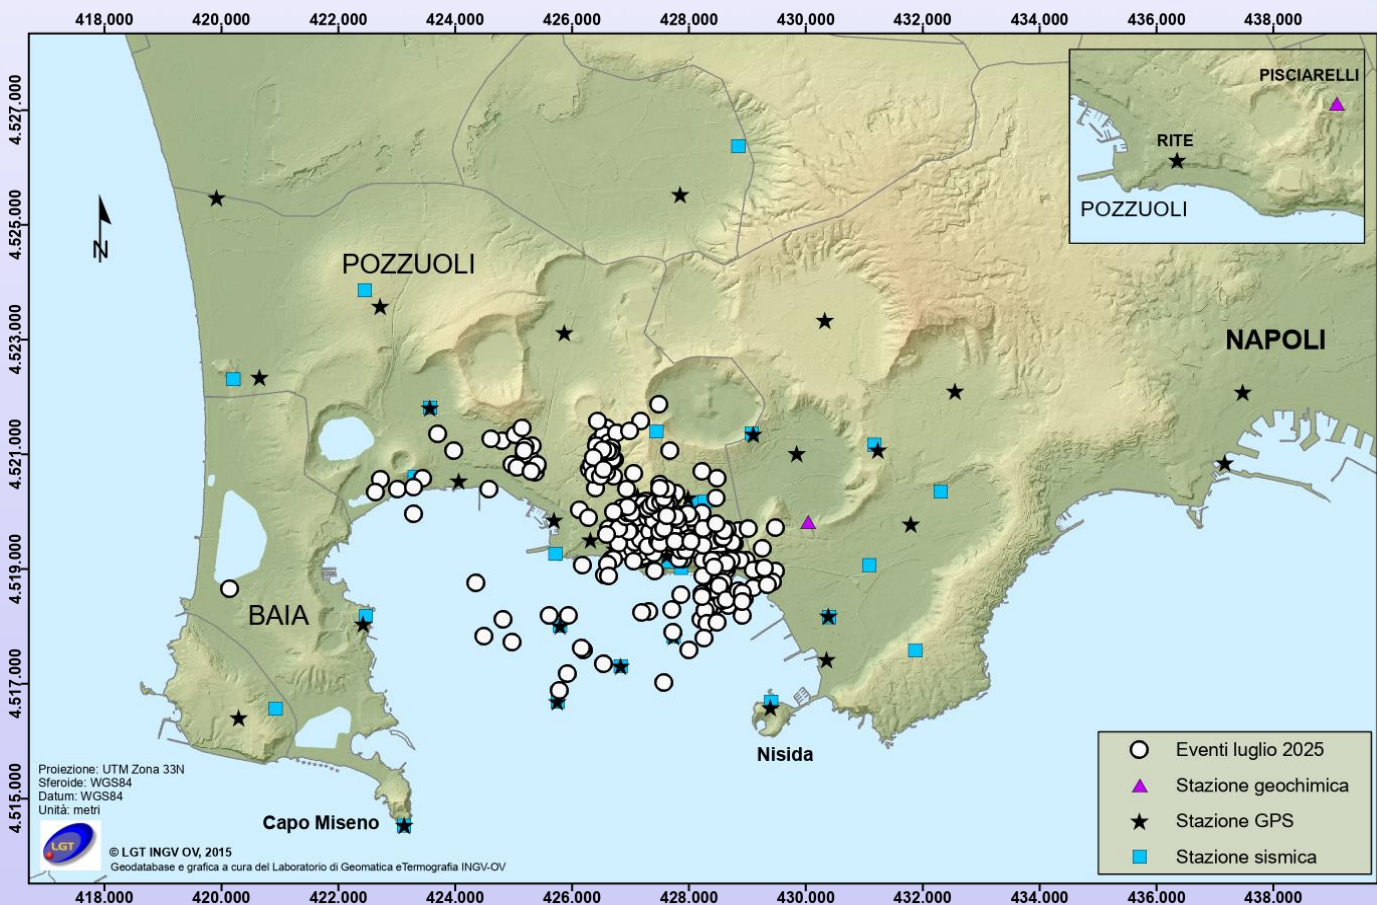 418.000 420.000 422.000 424.000 426.000 428.000 430.000 432.000 434.000 436.000 438.000
4.527.000
4.525.000
4.523.000
4.521.000
4.519.000
4.517.000
4.515.000
N
PISCIARELLI
RITE
POZZUOLI
POZZUOLI
NAPOLI
BAIA
Nisida
Capo Miseno
Proiezione: UTM Zona 33N
Sferoide: WGS84
Datum: WGS84
Unità: metri
LGT
© LGT INGV OV, 2015
Geodatabase e grafica a cura del Laboratorio di Geomatica eTermografia INGV-OV
Eventi luglio 2025
Stazione geochimica
Stazione GPS
Stazione sismica
418.000 420.000 422.000 424.000 426.000 428.000 430.000 432.000 434.000 436.000 438.000